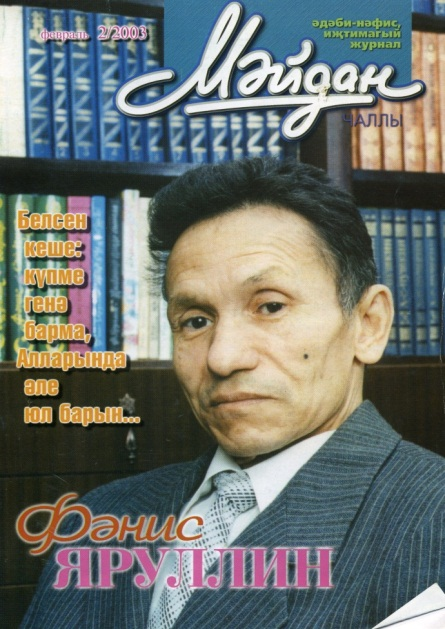 февраль 2/2003
әдәби-нәфис,
иҗтимагый
журнал
Мәйдан
ЧАЛЛЫ
Белсен
кеше:
күпме
генә
барма,
Алларында
әле
юл барын...
Фәнис
ЯРУЛЛИН